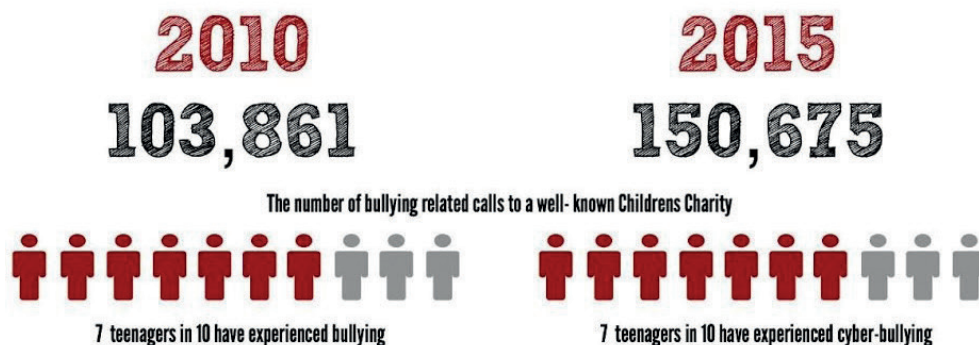 2010
2015
103,861
150,675
The number of bullying related calls to a well- known Childrens Charity
7 teenagers in 10 have experienced bullying
7 teenagers in 10 have experienced cyber-bullying